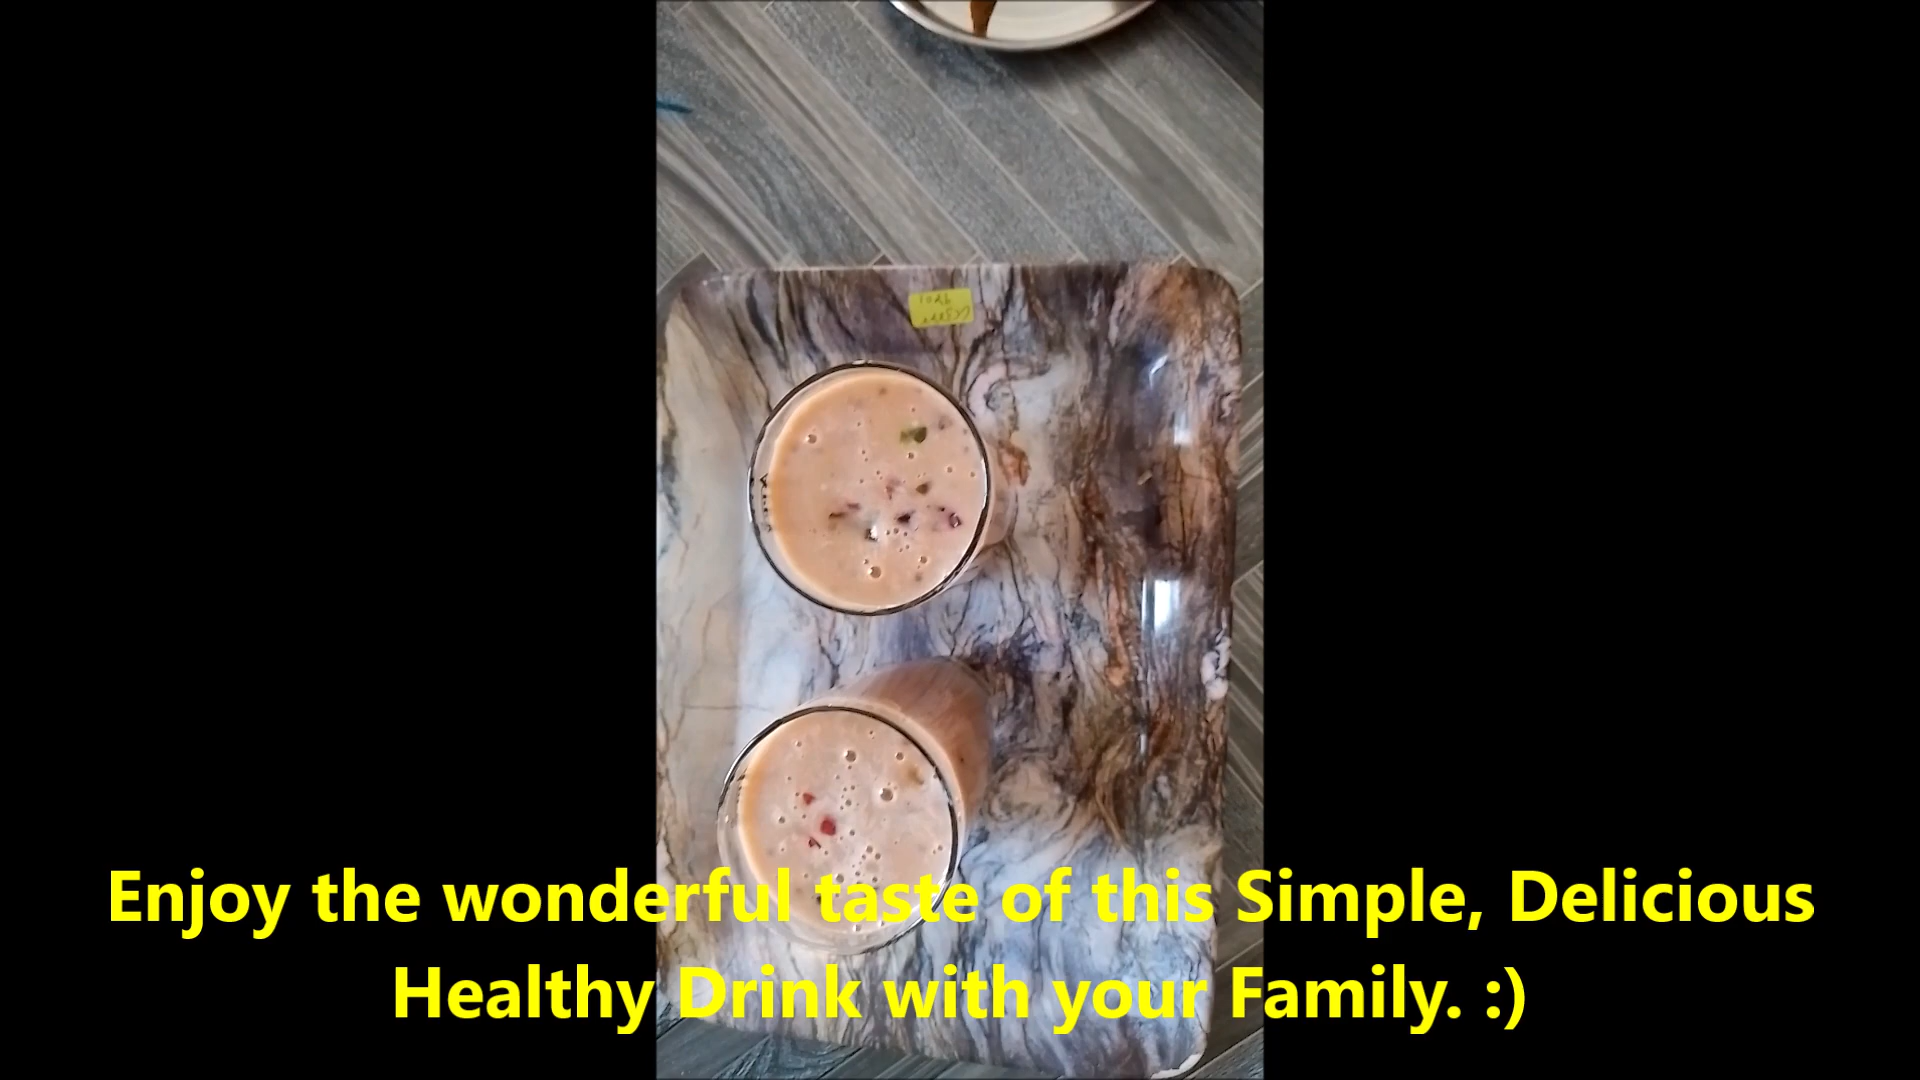 Enjoy the wonderful taste of this Simple, Delicious
Healthy Drink with your Family. :)